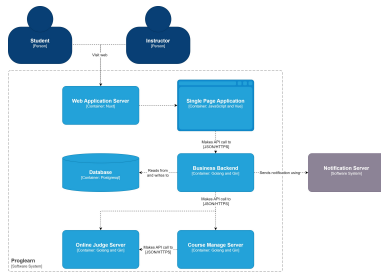 Student
[Person]
Instructor
[Person]
Visit web
Web Application Server
[Container: Nuxt]
Single Page Application
[Container: JavaScript and Vue]
Makes API call to
[JSON/HTTPS]
Database
[Container: Postgresql]
Reads from
and writes to
Business Backend
[Container: Golang and Gin]
Sends notification using
Notification Server
[Software System]
Makes API call to
[JSON/HTTPS]
Online Judge Server
[Container: Golang and Gin]
Makes API call to
[JSON/HTTPS]
Course Manage Server
[Container: Golang and Gin]
Proglearn
[Software System]